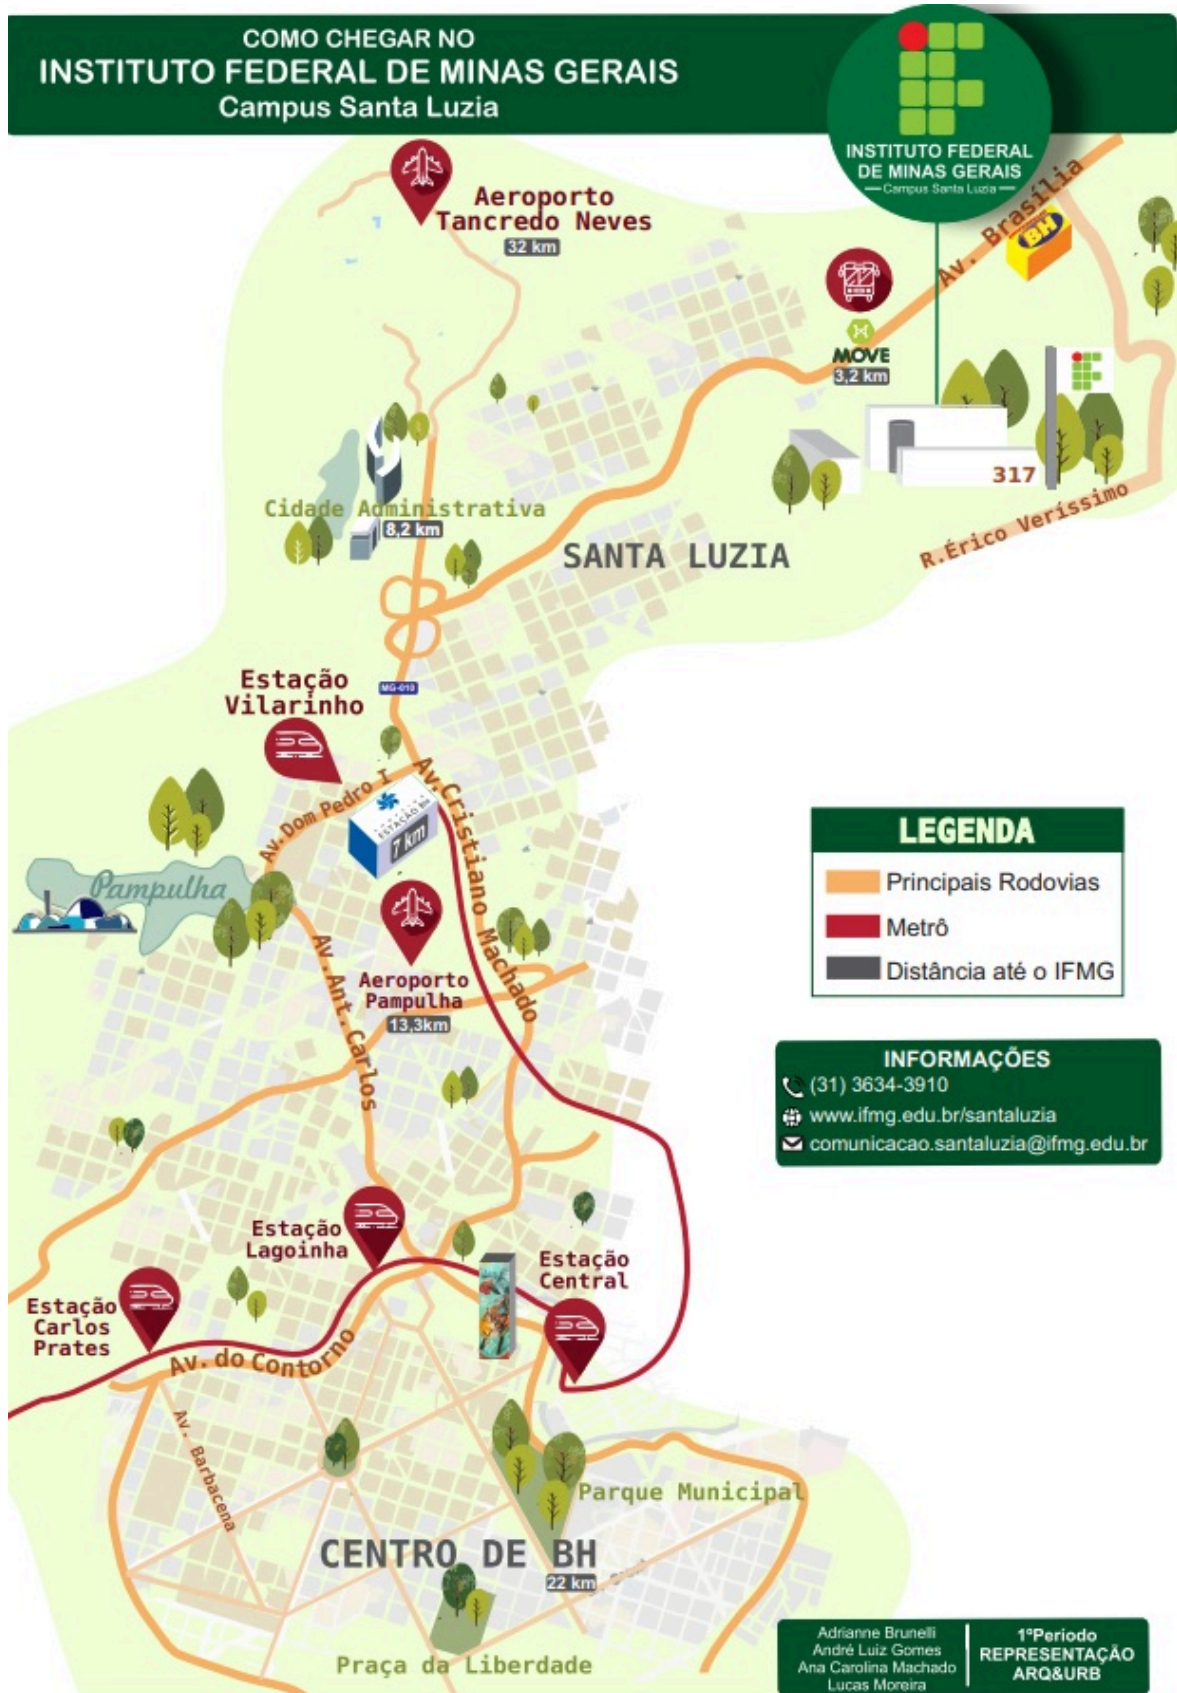 COMO CHEGAR NO
INSTITUTO FEDERAL DE MINAS GERAIS
Campus Santa Luzia
INSTITUTO FEDERAL
DE MINAS GERAIS
Campus Santa Luzia
Aeroporto
Tancredo Neves
32 km
Av. Brasília
BH
MOVE
3,2 km
317
R.Érico Veríssimo
Cidade Administrativa
8,2 km
SANTA LUZIA
MG-010
Estação
Vilarinho
Av.Dom Pedro I
Av.Cristiano Machado
ESTAÇÃO BH
7 km
Pampulha
Av.Ant.Carlos
Aeroporto
Pampulha
13,3km
LEGENDA
Principais Rodovias
Metrô
Distância até o IFMG
INFORMAÇÕES
(31) 3634-3910
www.ifmg.edu.br/santaluzia
comunicacao.santaluzia@ifmg.edu.br
Estação
Lagoinha
Estação
Central
Estação
Carlos
Prates
Av. do Contorno
Av. Barbacena
Parque Municipal
CENTRO DE BH
22 km
Praça da Liberdade
Adrianne Brunelli
André Luiz Gomes
Ana Carolina Machado
Lucas Moreira
1ºPeriodo
REPRESENTAÇÃO
ARQ&URB